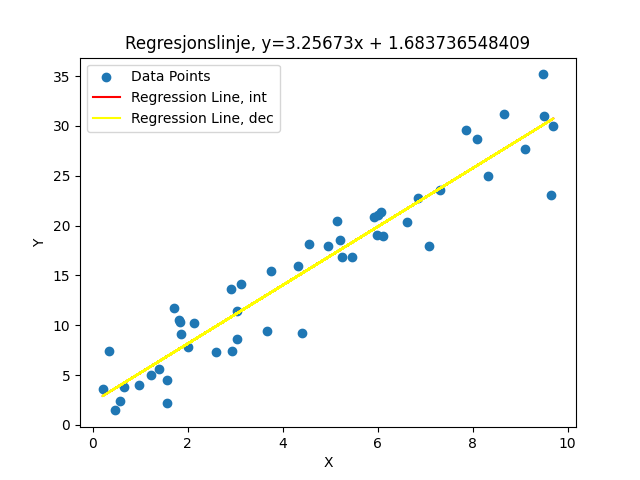 Regresjonslinje, y=3.25673x + 1.683736548409
Data Points
Regression Line, int
Regression Line, dec
35
30
25
20
15
10
5
0
Y
0 2 4 6 8 10
X